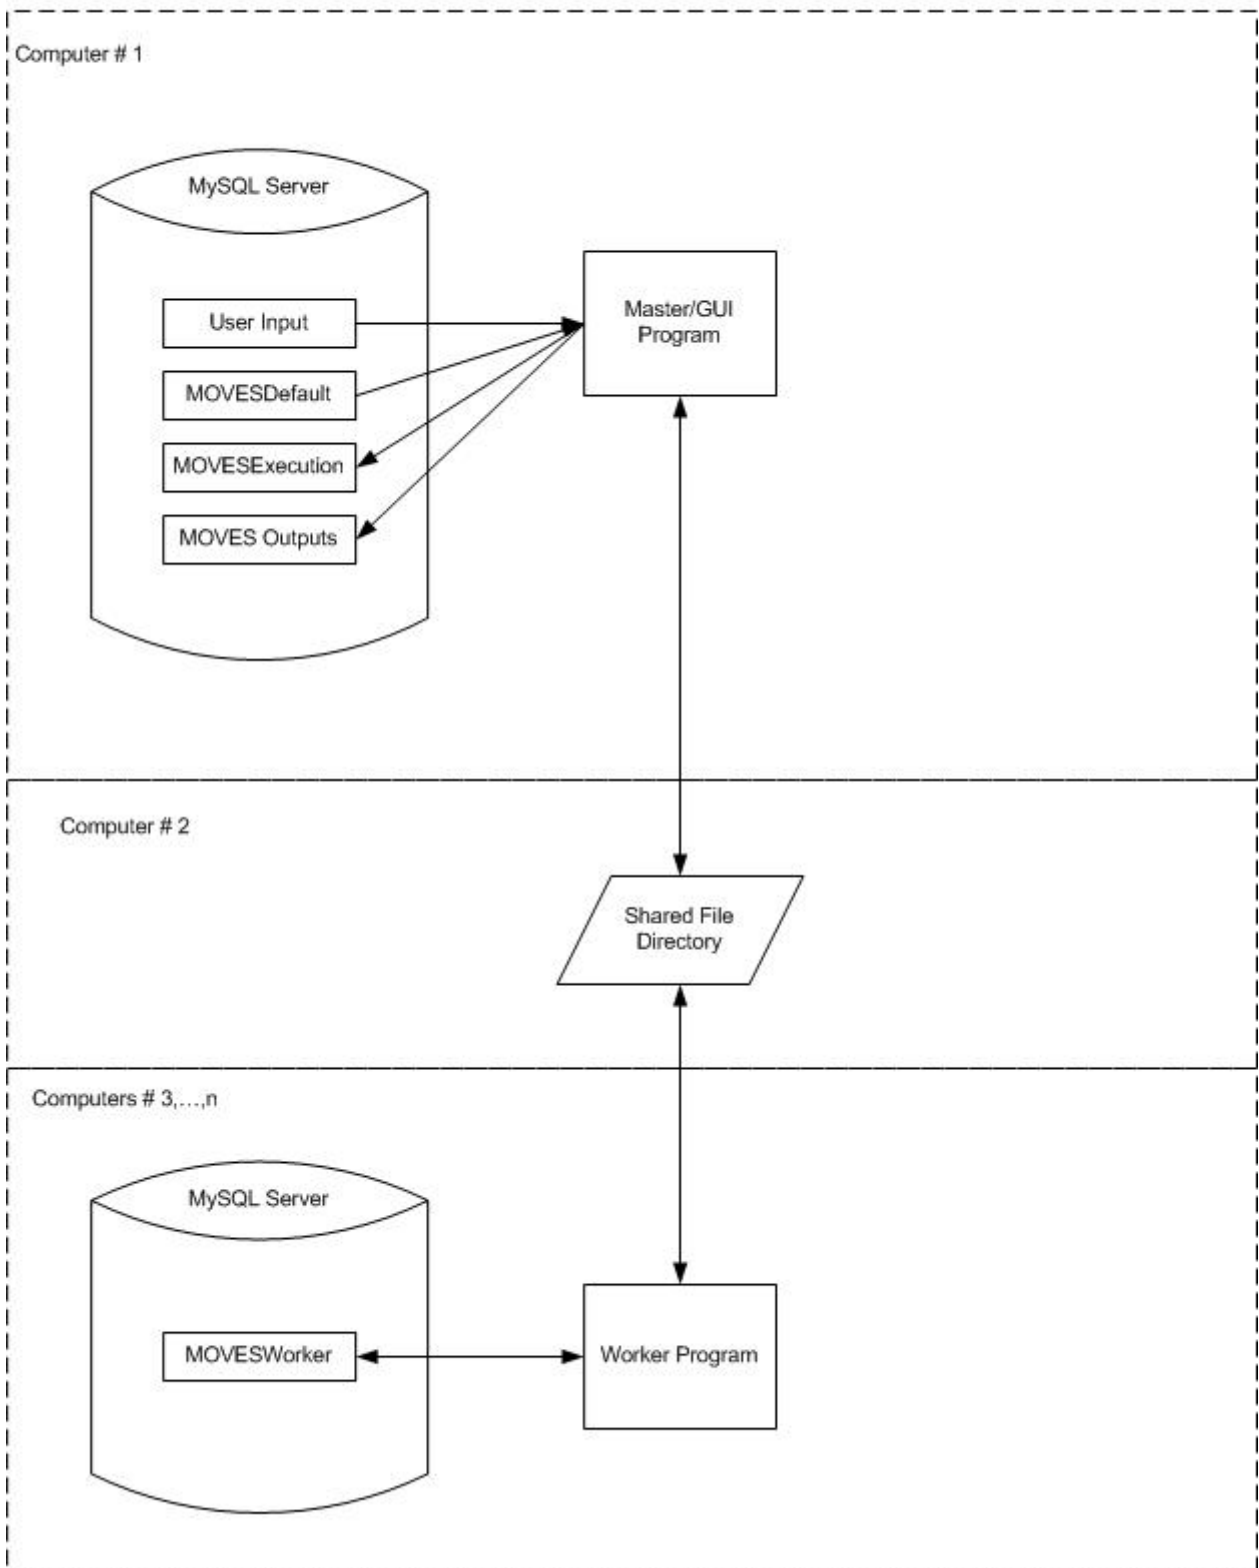 Computer # 1
MySQL Server
User Input
MOVESDefault
MOVESExecution
MOVES Outputs
Master/GUI
Program
Computer # 2
Shared File
Directory
Computers # 3,…,n
MySQL Server
MOVESWorker
Worker Program